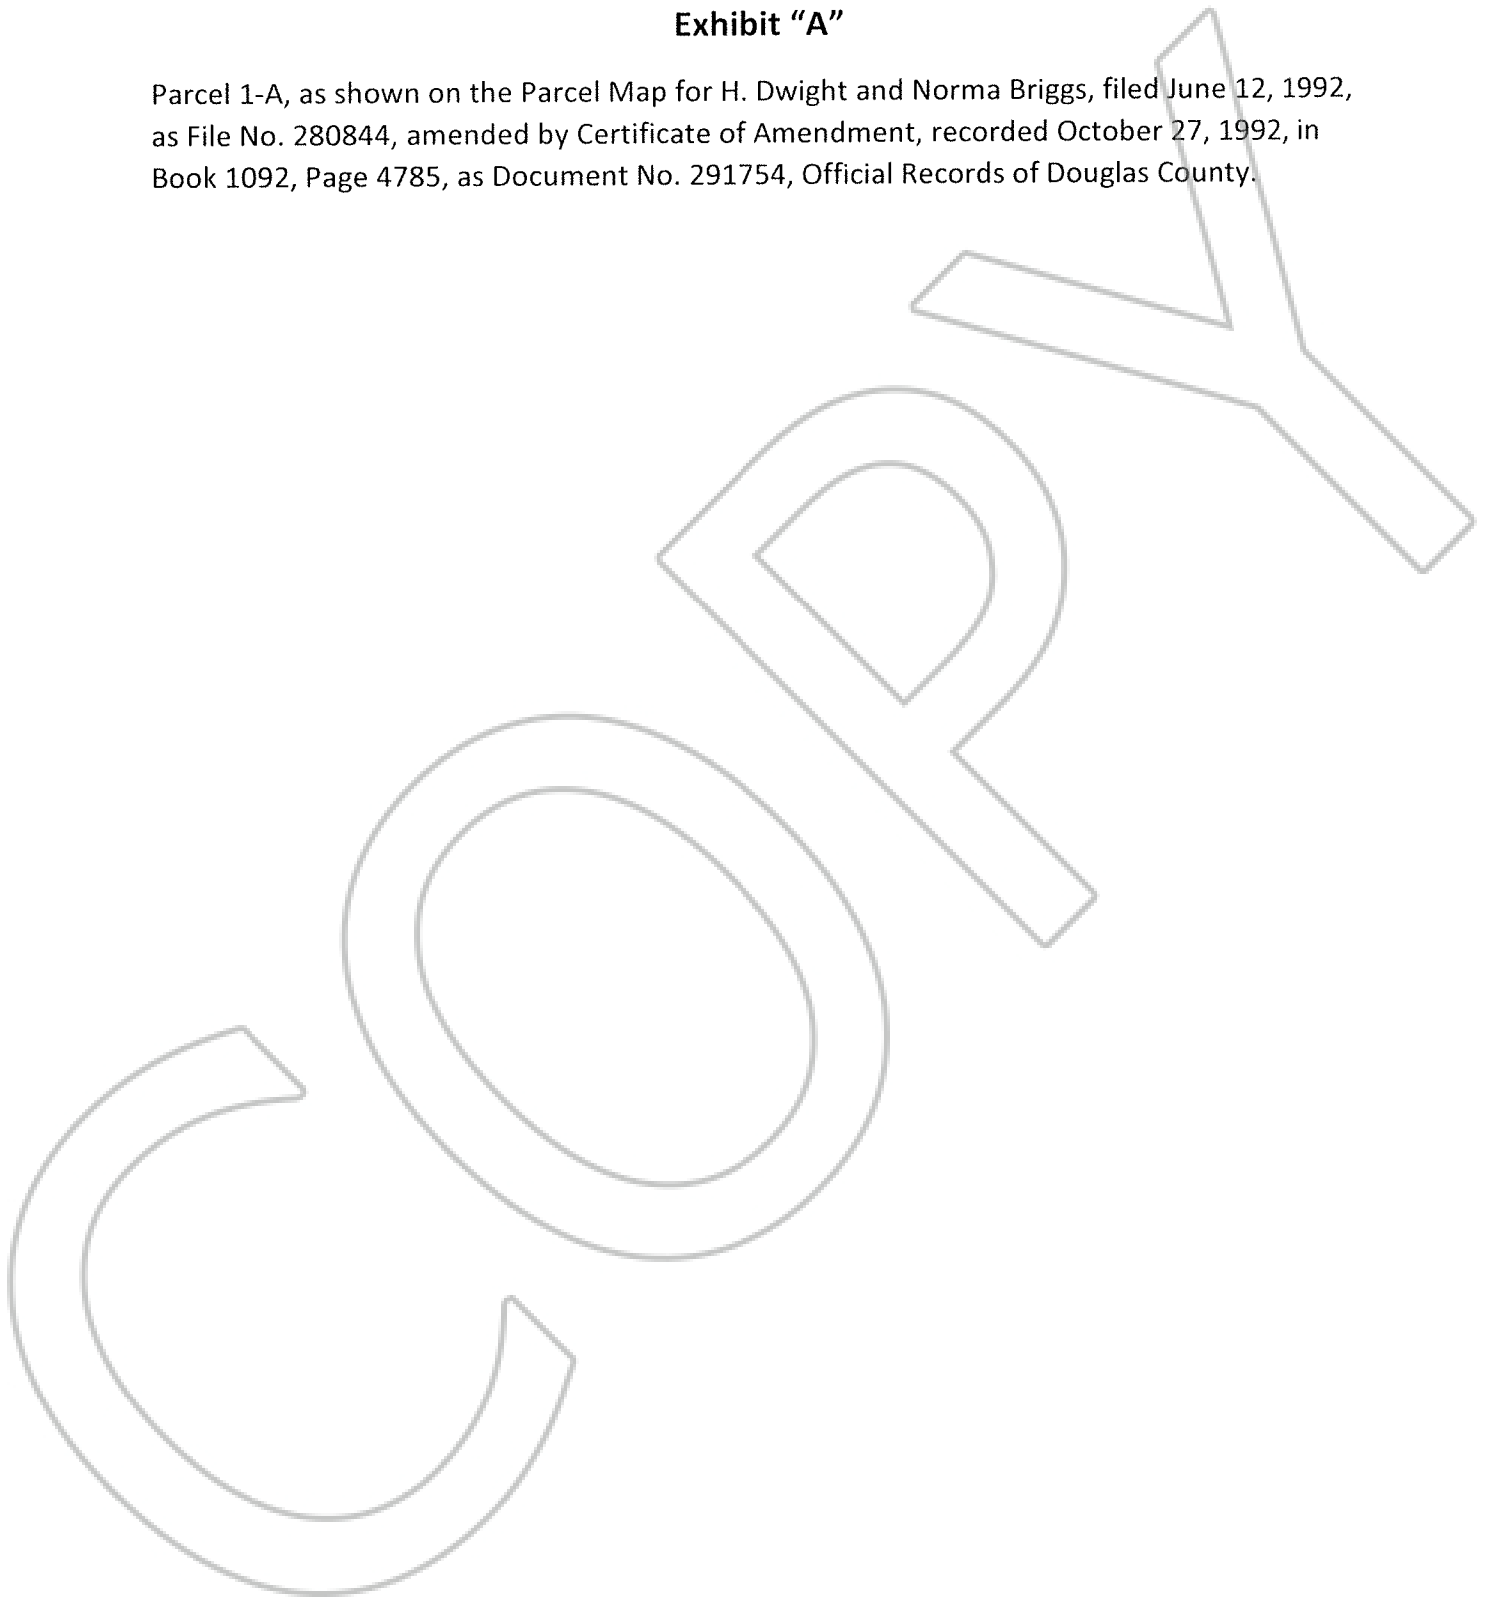 Exhibit “A”
Parcel 1-A, as shown on the Parcel Map for H. Dwight and Norma Briggs, filed June 12, 1992,
as File No. 280844, amended by Certificate of Amendment, recorded October 27, 1992, in
Book 1092, Page 4785, as Document No. 291754, Official Records of Douglas County.
COPY